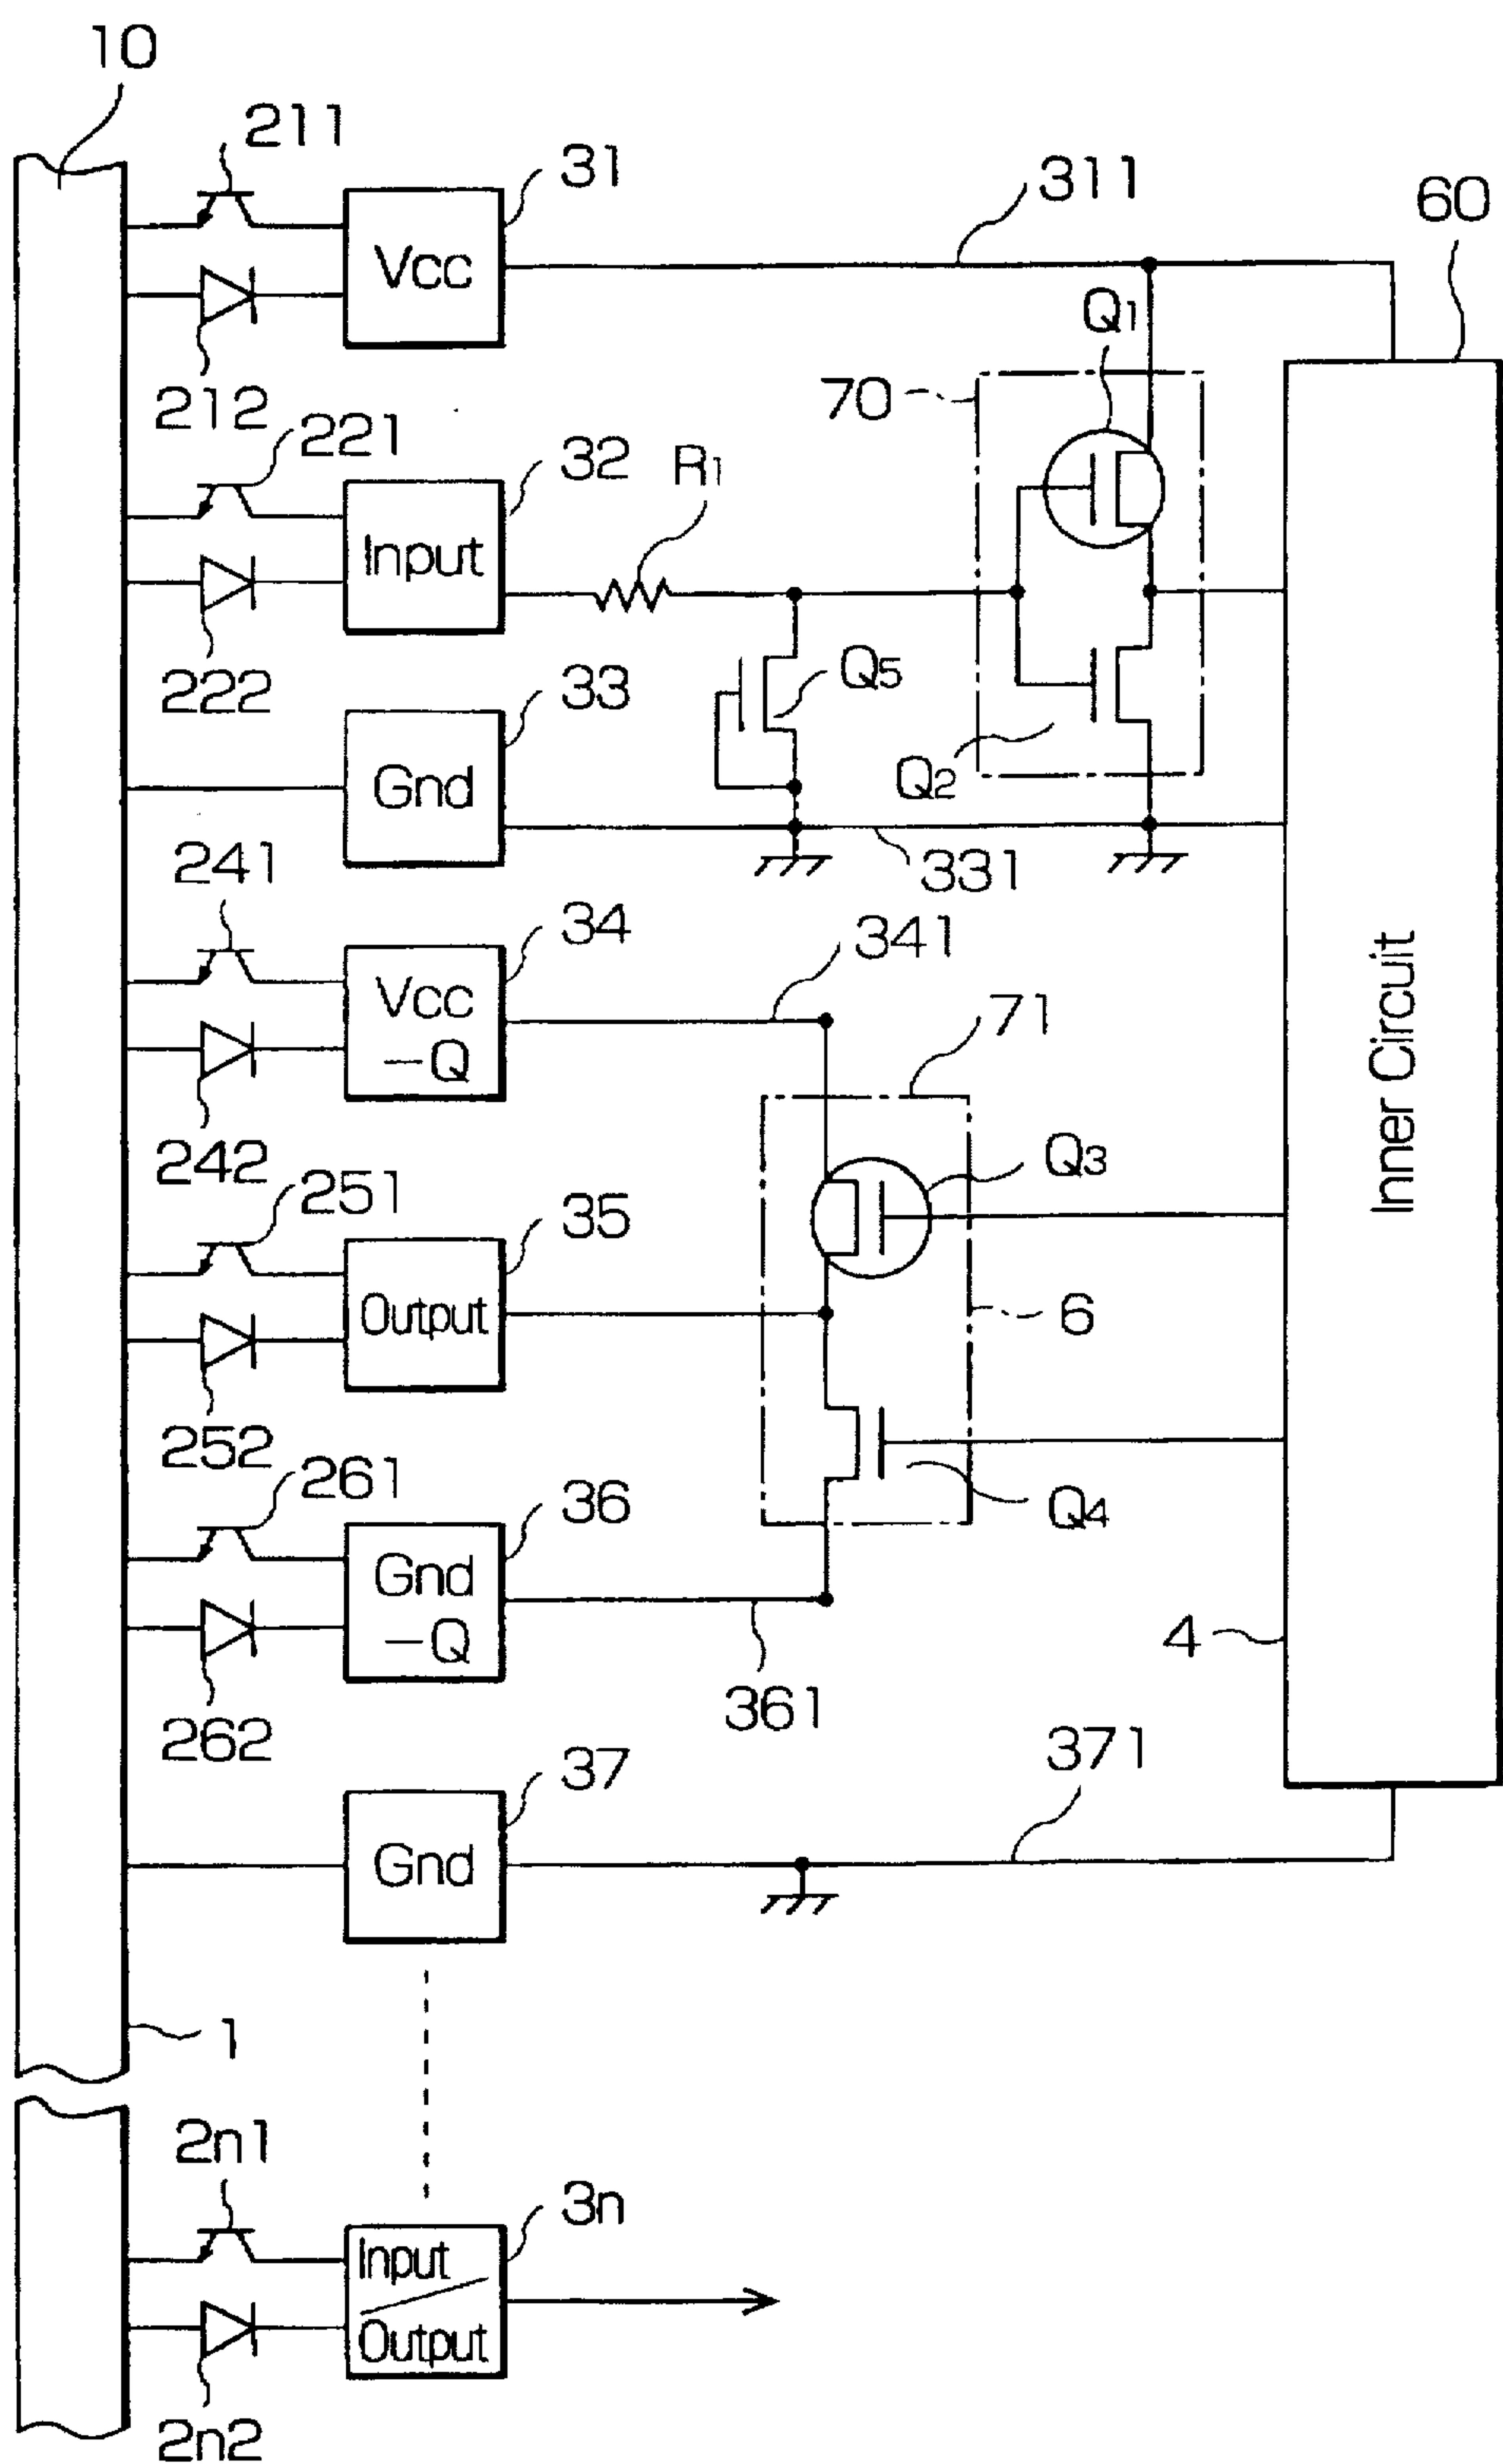 10
211
31
311
60
Vcc
Q1
212
70
221
32
R1
Input
222
33
Q5
Gnd
Q2
241
331
34
341
Vcc
-Q
71
242
Q3
251
35
Output
6
252
261
36
Q4
Gnd
-Q
Inner Circuit
4
262
361
37
371
Gnd
1
2n1
3n
Input
Output
2n2